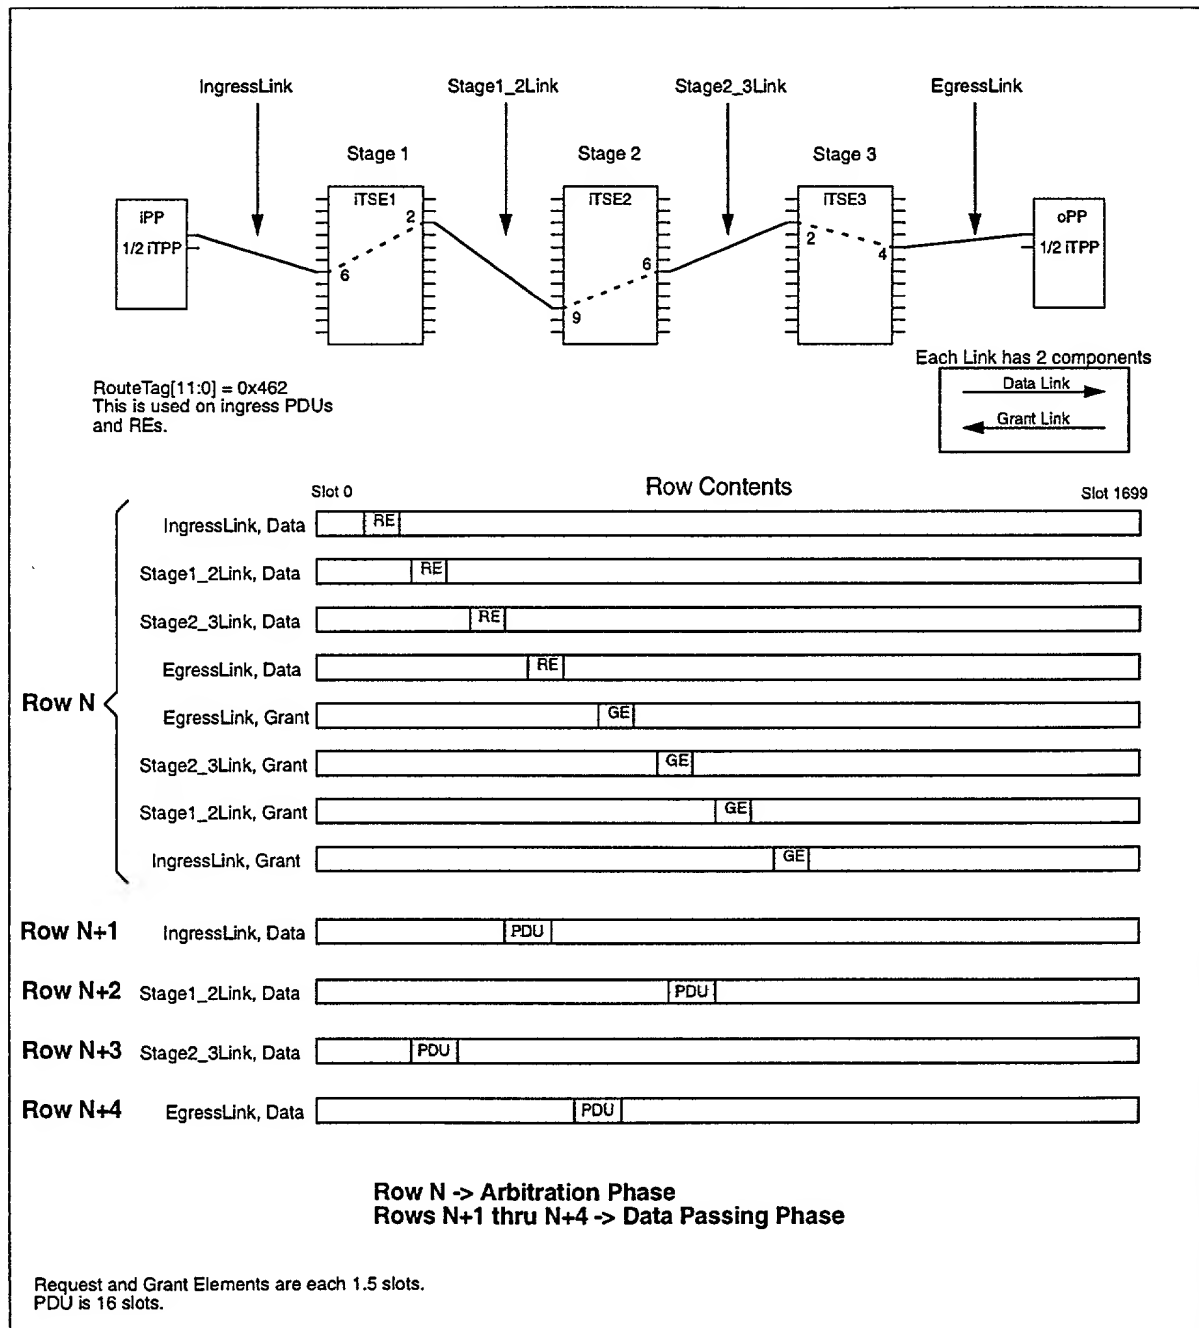 IngressLink Stage1_2Link Stage2_3Link EgressLink
Stage 1 Stage 2 Stage 3
iPP iTSE1 iTSE2 iTSE3 oPP
1/2 iTPP 1/2 iTPP
6 2 9 6 2 4
Each Link has 2 components
Data Link
Grant Link
RouteTag[11:0] = 0x462
This is used on ingress PDUs
and REs.
Slot 0 Row Contents Slot 1699
Row N
IngressLink, Data RE
Stage1_2Link, Data RE
Stage2_3Link, Data RE
EgressLink, Data RE
EgressLink, Grant GE
Stage2_3Link, Grant GE
Stage1_2Link, Grant GE
IngressLink, Grant GE
Row N+1 IngressLink, Data PDU
Row N+2 Stage1_2Link, Data PDU
Row N+3 Stage2_3Link, Data PDU
Row N+4 EgressLink, Data PDU
Row N -> Arbitration Phase
Rows N+1 thru N+4 -> Data Passing Phase
Request and Grant Elements are each 1.5 slots.
PDU is 16 slots.